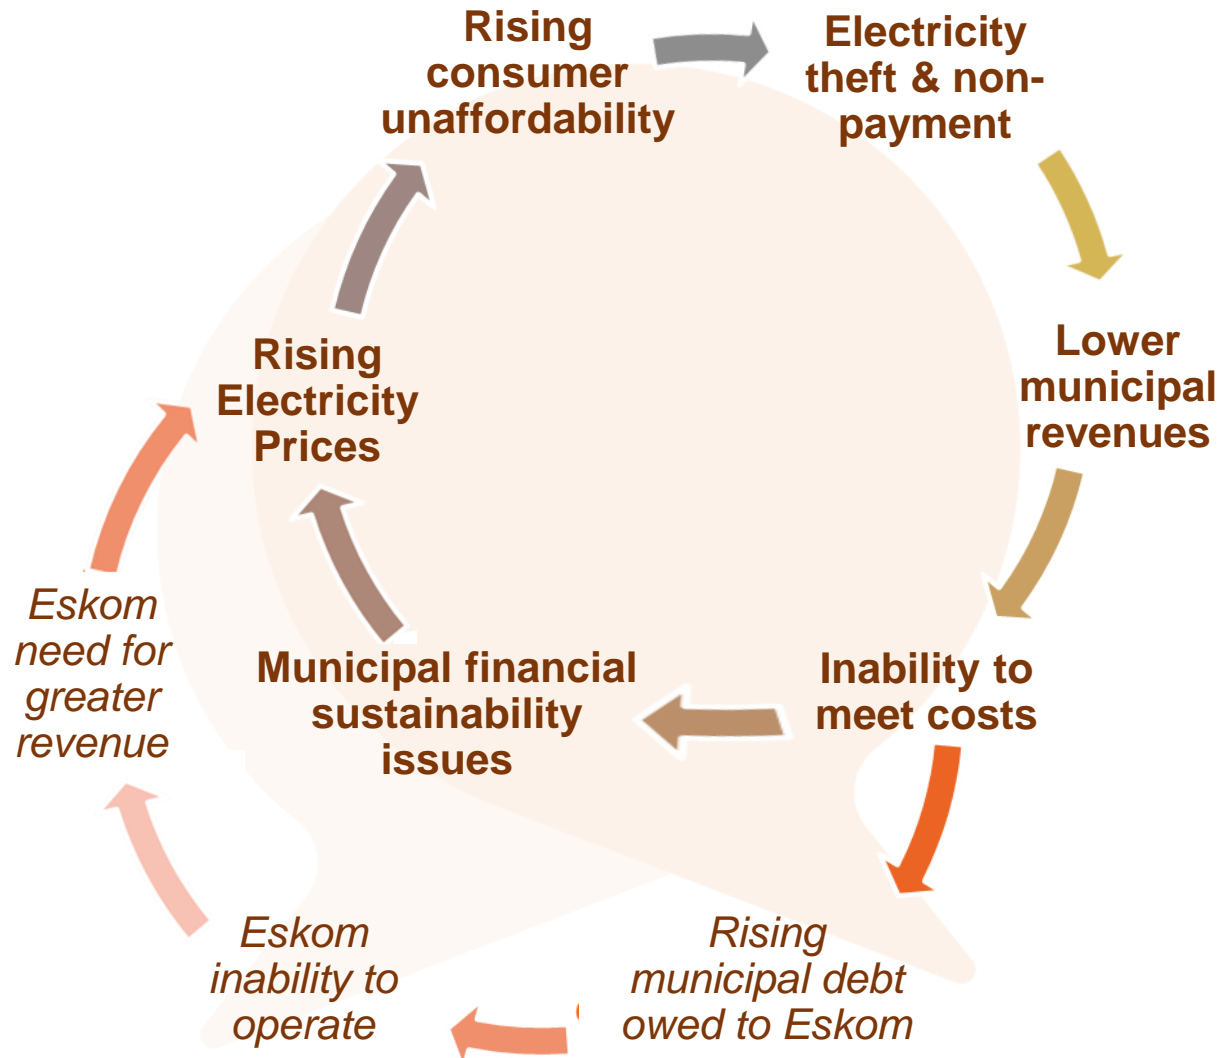 Rising
consumer
unaffordability
Electricity
theft & non-
payment
Lower
municipal
revenues
Inability to
meet costs
Municipal financial
sustainability
issues
Rising
Electricity
Prices
Rising
municipal debt
owed to Eskom
Eskom
inability to
operate
Eskom
need for
greater
revenue